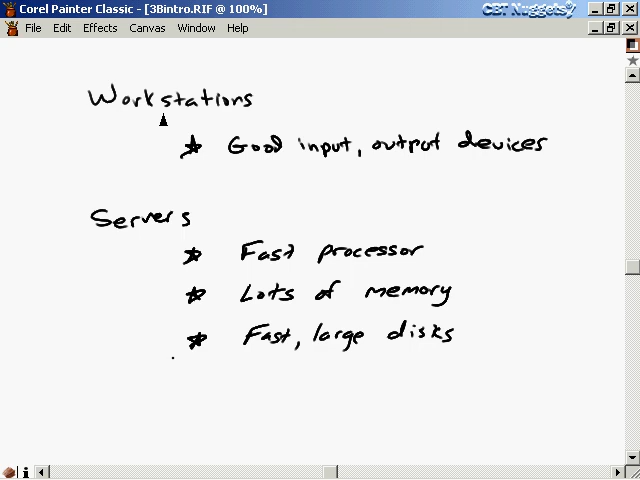 Corel Painter Classic - [3Bintro.RIF @ 100%]
CBT Nuggets
File Edit Effects Canvas Window Help
Workstations
★ Good input, output devices
Servers
★ Fast processor
★ Lots of memory
★ Fast, large disks